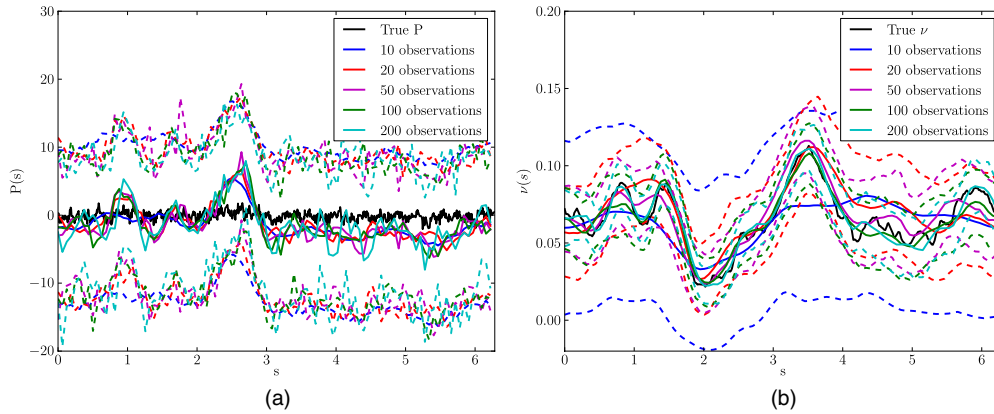 30
20
10
0
−10
−20
P(s)
0 1 2 3 4 5 6
s
True P
10 observations
20 observations
50 observations
100 observations
200 observations
(a)
0.20
0.15
0.10
0.05
0.00
ν(s)
0 1 2 3 4 5 6
s
True ν
10 observations
20 observations
50 observations
100 observations
200 observations
(b)